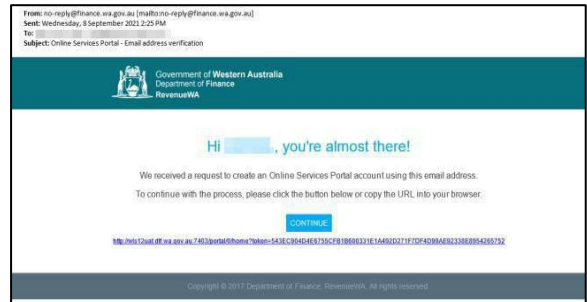 From: no-reply@finance.wa.gov.au [mailto:no-reply@finance.wa.gov.au]
Sent: Wednesday, 8 September 2021 2:25 PM
To:
Subject: Online Services Portal - Email address verification
Government of Western Australia
Department of Finance
RevenueWA
Hi , you're almost there!
We received a request to create an Online Services Portal account using this email address.
To continue with the process, please click the button below or copy the URL into your browser.
CONTINUE
Copyright © 2017 Department of Finance, RevenueWA. All rights reserved.